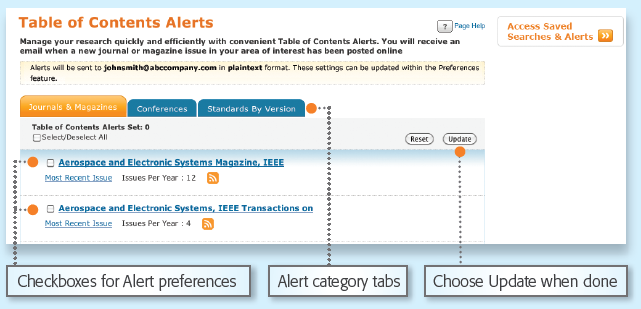 Table of Contents Alerts
? Page Help
Access Saved
Searches & Alerts »
Manage your research quickly and efficiently with convenient Table of Contents Alerts. You will receive an
email when a new journal or magazine issue in your area of interest has been posted online
Alerts will be sent to johnsmith@abccompany.com in plaintext format. These settings can be updated within the Preferences
feature.
Journals & Magazines Conferences Standards By Version
Table of Contents Alerts Set: 0
Select/Deselect All
Reset Update
Aerospace and Electronic Systems Magazine, IEEE
Most Recent Issue Issues Per Year : 12
Aerospace and Electronic Systems, IEEE Transactions on
Most Recent Issue Issues Per Year : 4
Checkboxes for Alert preferences Alert category tabs Choose Update when done